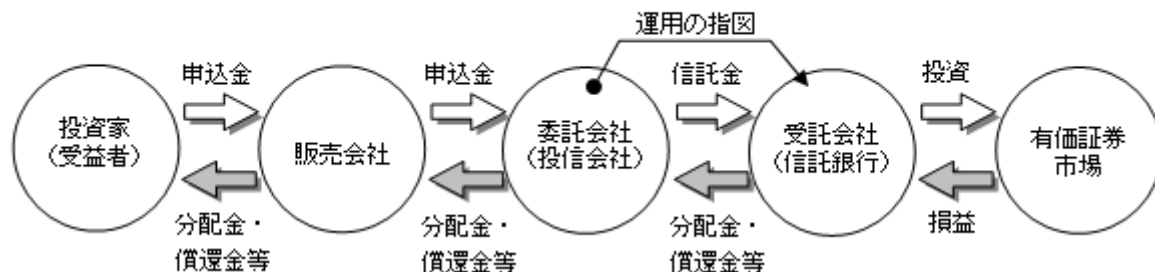 運用の指図
申込金
申込金
信託金
投資
投資家
(受益者)
販売会社
委託会社
(投信会社)
受託会社
(信託銀行)
有価証券
市場
分配金・
償還金等
分配金・
償還金等
分配金・
償還金等
損益